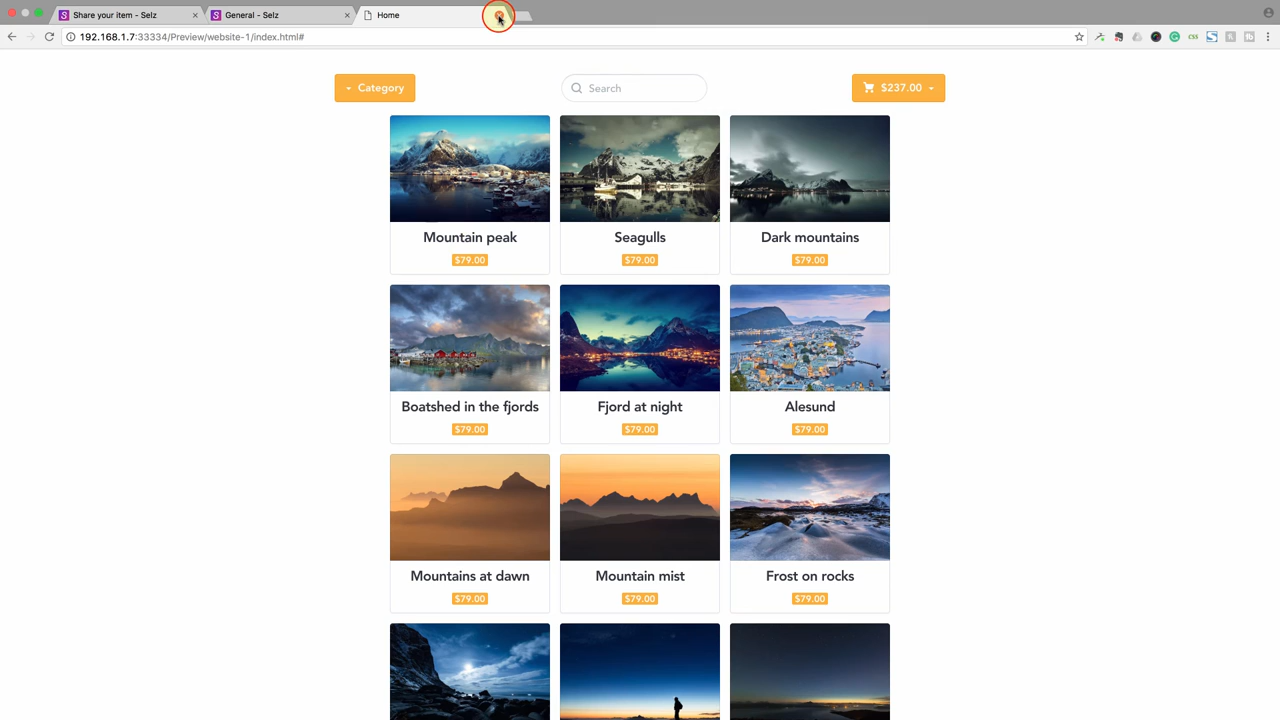 Share your item - Selz
General - Selz
Home
192.168.1.7:33334/Preview/website-1/index.html#
Category
Search
$237.00
Mountain peak
Seagulls
Dark mountains
$79.00
$79.00
$79.00
Boatshed in the fjords
Fjord at night
Alesund
$79.00
$79.00
$79.00
Mountains at dawn
Mountain mist
Frost on rocks
$79.00
$79.00
$79.00